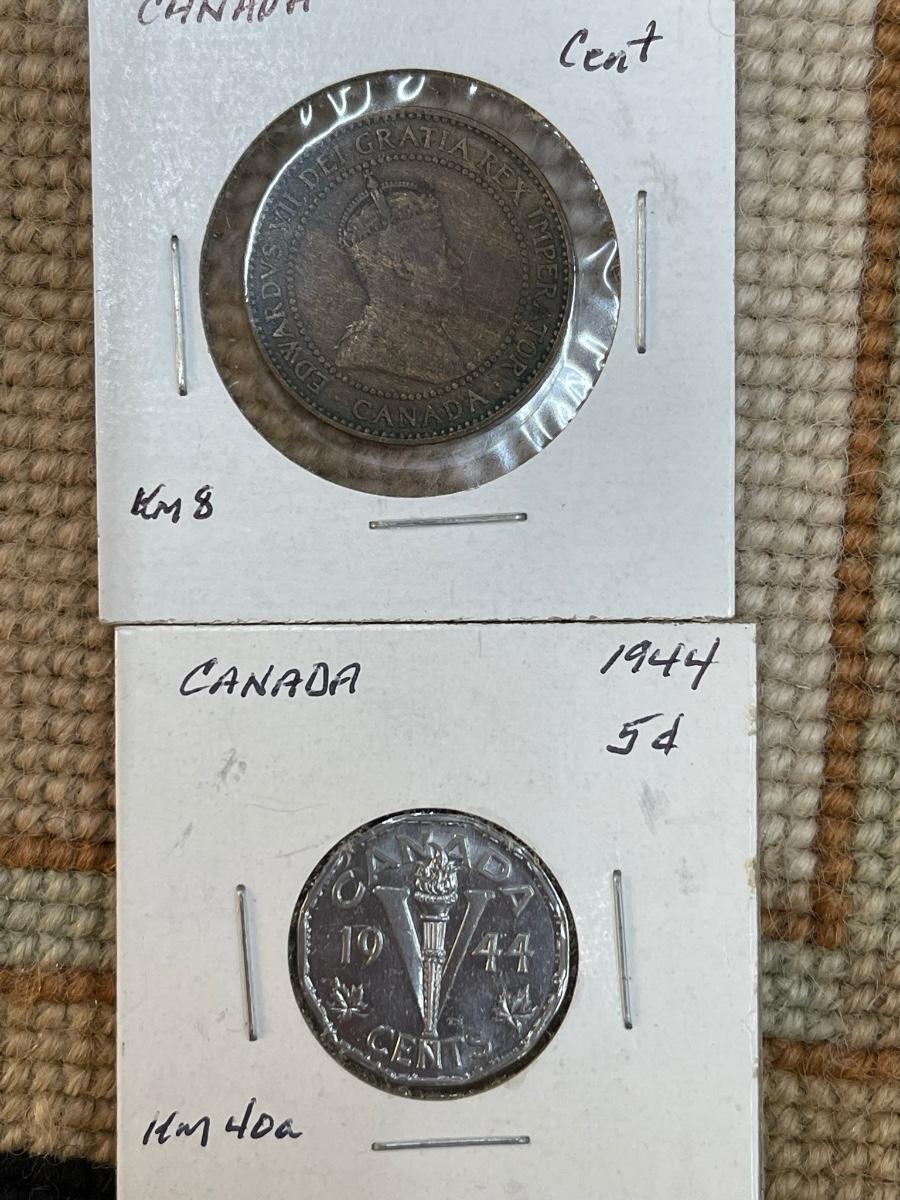 CANADA
Cent
EDWARDVS VII DEI GRATIA REX IMPERATOR
CANADA
KM 8
CANADA
1944
5¢
CANADA
19 44
CENTS
KM 40a